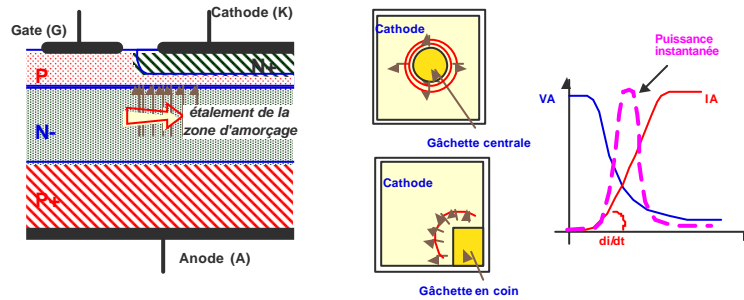 Cathode (K)
Gate (G)
N+
P
N-
étalement de la
zone d'amorçage
P+
Anode (A)
Cathode
Gâchette centrale
Cathode
Gâchette en coin
Puissance
instantanée
VA
IA
di/dt